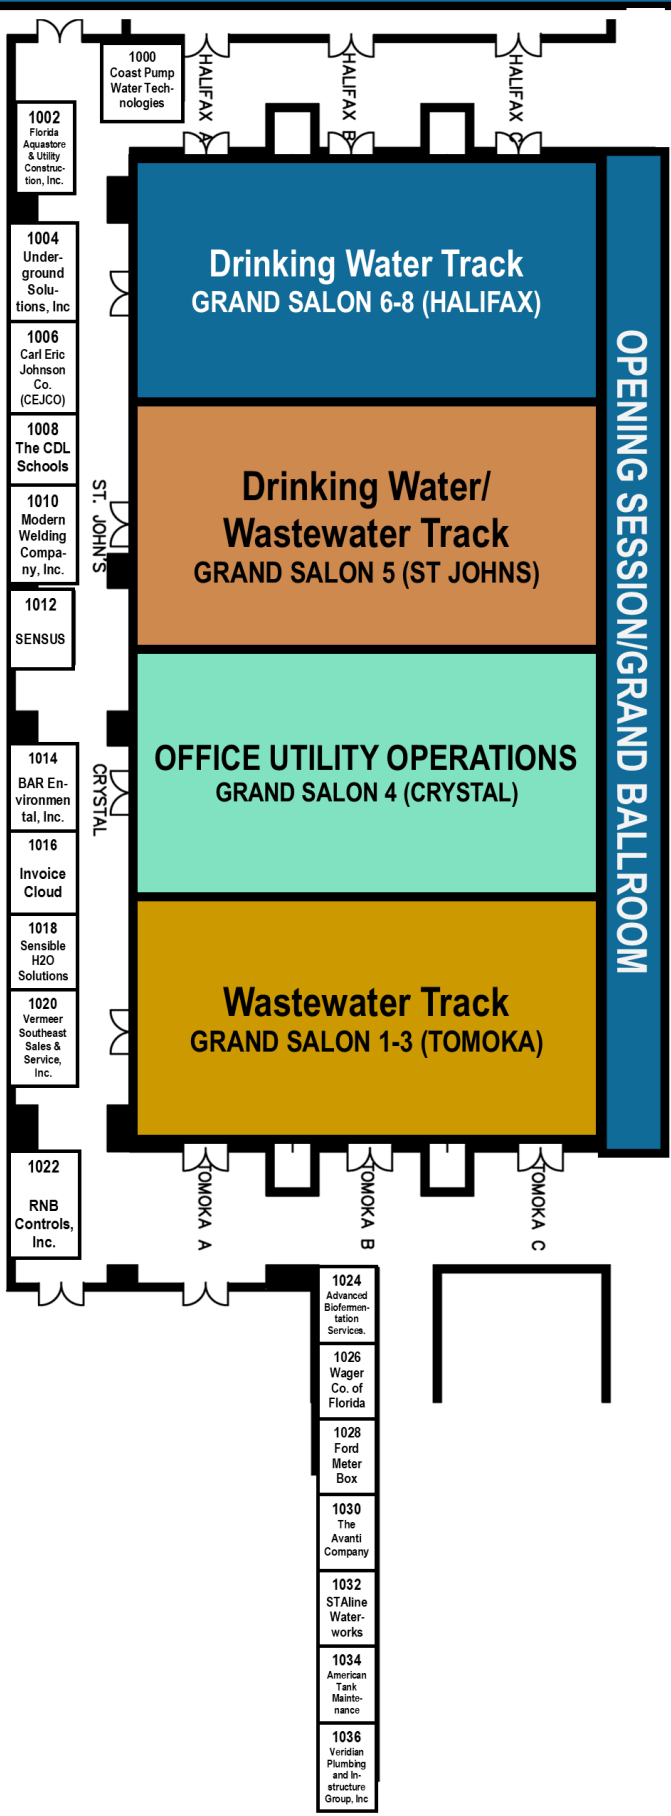 1000
Coast Pump
Water Tech-
nologies
HALIFAX A
HALIFAX B
HALIFAX C
1002
Florida
Aquastore
& Utility
Construc-
tion, Inc.
1004
Under-
ground
Solu-
tions, Inc
1006
Carl Eric
Johnson
Co.
(CEJCO)
1008
The CDL
Schools
1010
Modern
Welding
Compa-
ny, Inc.
1012
SENSUS
1014
BAR En-
vironmen
tal, Inc.
1016
Invoice
Cloud
1018
Sensible
H2O
Solutions
1020
Vermeer
Southeast
Sales &
Service,
Inc.
1022
RNB
Controls,
Inc.
ST. JOHN'S
CRYSTAL
Drinking Water Track
GRAND SALON 6-8 (HALIFAX)
Drinking Water/
Wastewater Track
GRAND SALON 5 (ST JOHNS)
OFFICE UTILITY OPERATIONS
GRAND SALON 4 (CRYSTAL)
Wastewater Track
GRAND SALON 1-3 (TOMOKA)
OPENING SESSION/GRAND BALLROOM
TOMOKA A
TOMOKA B
TOMOKA C
1024
Advanced
Bioferment-
tation
Services.
1026
Wager
Co. of
Florida
1028
Ford
Meter
Box
1030
The
Avanti
Company
1032
STAline
Water-
works
1034
American
Tank
Mainte-
nance
1036
Veridian
Plumbing
and In-
structure
Group, Inc